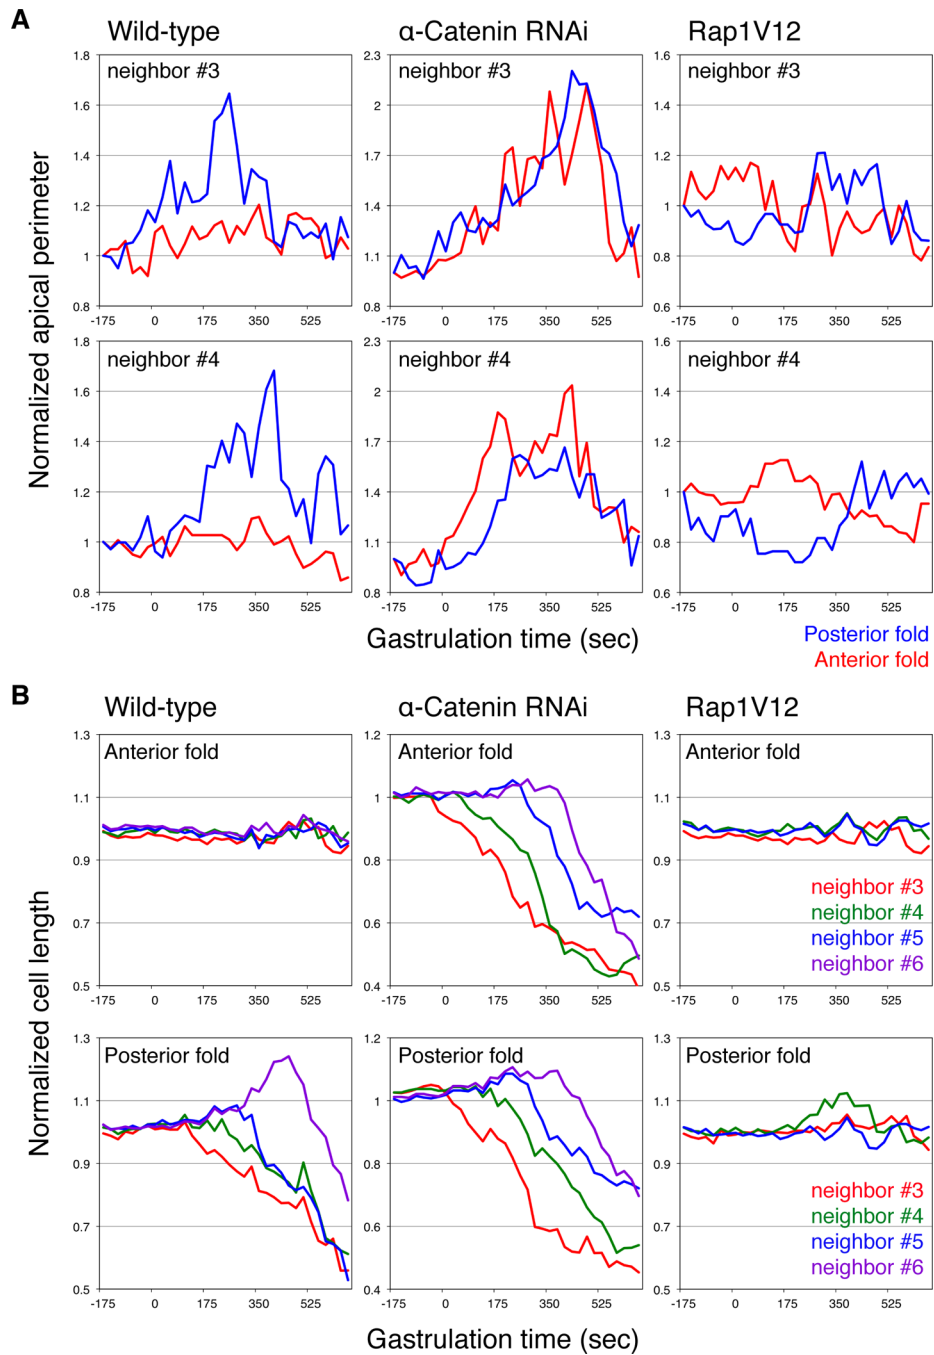 A
Wild-type
α-Catenin RNAi
Rap1V12
Normalized apical perimeter
neighbor #3
1.8
1.6
1.4
1.2
1
0.8
-175 0 175 350 525
neighbor #3
2.3
2
1.7
1.4
1.1
0.8
-175 0 175 350 525
neighbor #3
1.6
1.4
1.2
1
0.8
0.6
-175 0 175 350 525
neighbor #4
1.8
1.6
1.4
1.2
1
0.8
-175 0 175 350 525
neighbor #4
2.3
2
1.7
1.4
1.1
0.8
-175 0 175 350 525
neighbor #4
1.6
1.4
1.2
1
0.8
0.6
-175 0 175 350 525
Gastrulation time (sec)
Posterior fold
Anterior fold
B
Wild-type
α-Catenin RNAi
Rap1V12
Normalized cell length
Anterior fold
1.3
1.1
0.9
0.7
0.5
-175 0 175 350 525
Anterior fold
1.2
1
0.8
0.6
0.4
-175 0 175 350 525
Anterior fold
1.3
1.1
0.9
0.7
0.5
-175 0 175 350 525
neighbor #3
neighbor #4
neighbor #5
neighbor #6
Posterior fold
1.3
1.1
0.9
0.7
0.5
-175 0 175 350 525
Posterior fold
1.2
1
0.8
0.6
0.4
-175 0 175 350 525
Posterior fold
1.3
1.1
0.9
0.7
0.5
-175 0 175 350 525
neighbor #3
neighbor #4
neighbor #5
neighbor #6
Gastrulation time (sec)